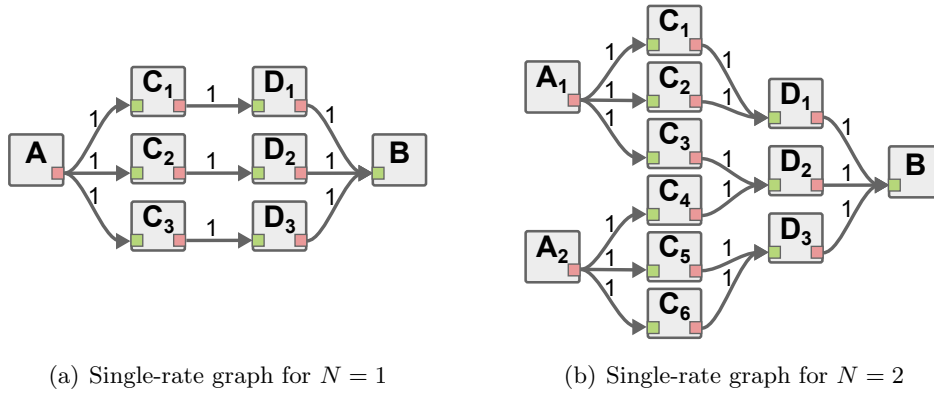 C₁
1
1
D₁
1
A
1
C₂
1
D₂
1
B
1
C₃
1
D₃
1
(a) Single-rate graph for N = 1
C₁
1
1
A₁
1
C₂
1
D₁
1
1
C₃
1
D₂
1
B
1
C₄
1
1
A₂
1
C₅
1
D₃
1
C₆
1
(b) Single-rate graph for N = 2